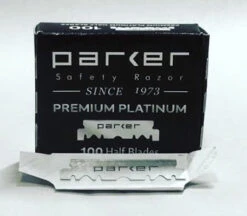 parker
Safety Razor
SINCE 1973
PREMIUM PLATINUM
100 Half Blades
parker